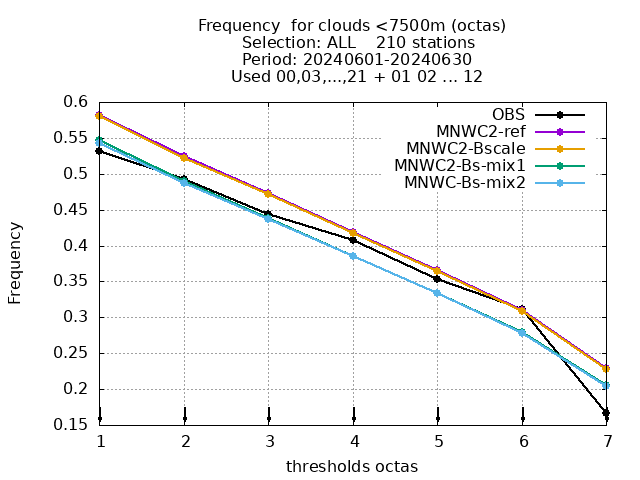 Frequency  for clouds <7500m (octas)
Selection: ALL    210 stations
Period: 20240601-20240630
Used 00,03,...,21 + 01 02 ... 12
OBS
MNWC2-ref
MNWC2-Bscale
MNWC2-Bs-mix1
MNWC-Bs-mix2
0.6
0.55
0.5
0.45
0.4
0.35
0.3
0.25
0.2
0.15
Frequency
1 2 3 4 5 6 7
thresholds octas